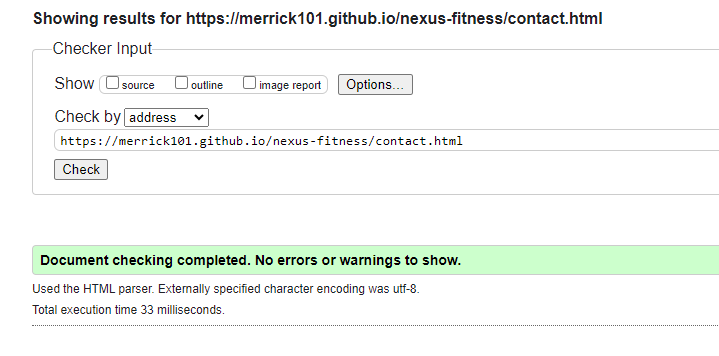 Showing results for https://merrick101.github.io/nexus-fitness/contact.html
Checker Input
Show source outline image report Options...
Check by address
https://merrick101.github.io/nexus-fitness/contact.html
Check
Document checking completed. No errors or warnings to show.
Used the HTML parser. Externally specified character encoding was utf-8.
Total execution time 33 milliseconds.